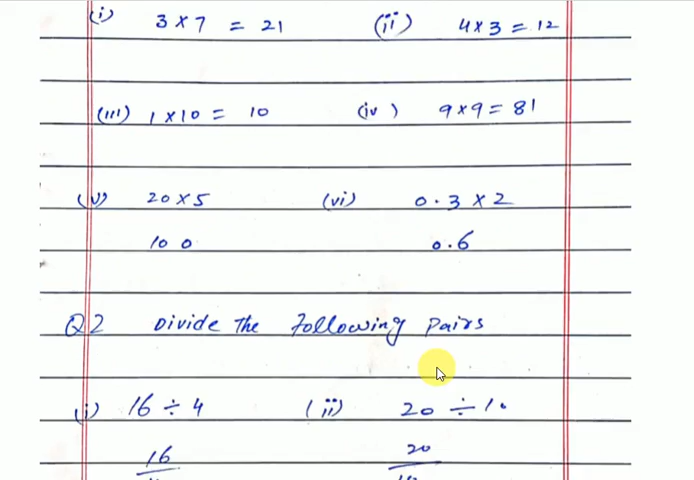 (i) 3 × 7 = 21 (ii) 4 × 3 = 12
(iii) 1 × 10 = 10 (iv) 9 × 9 = 81
(v) 20 × 5 (vi) 0.3 × 2
100 0.6
Q2 Divide the following pairs
(i) 16 ÷ 4 (ii) 20 ÷ 10
16 20